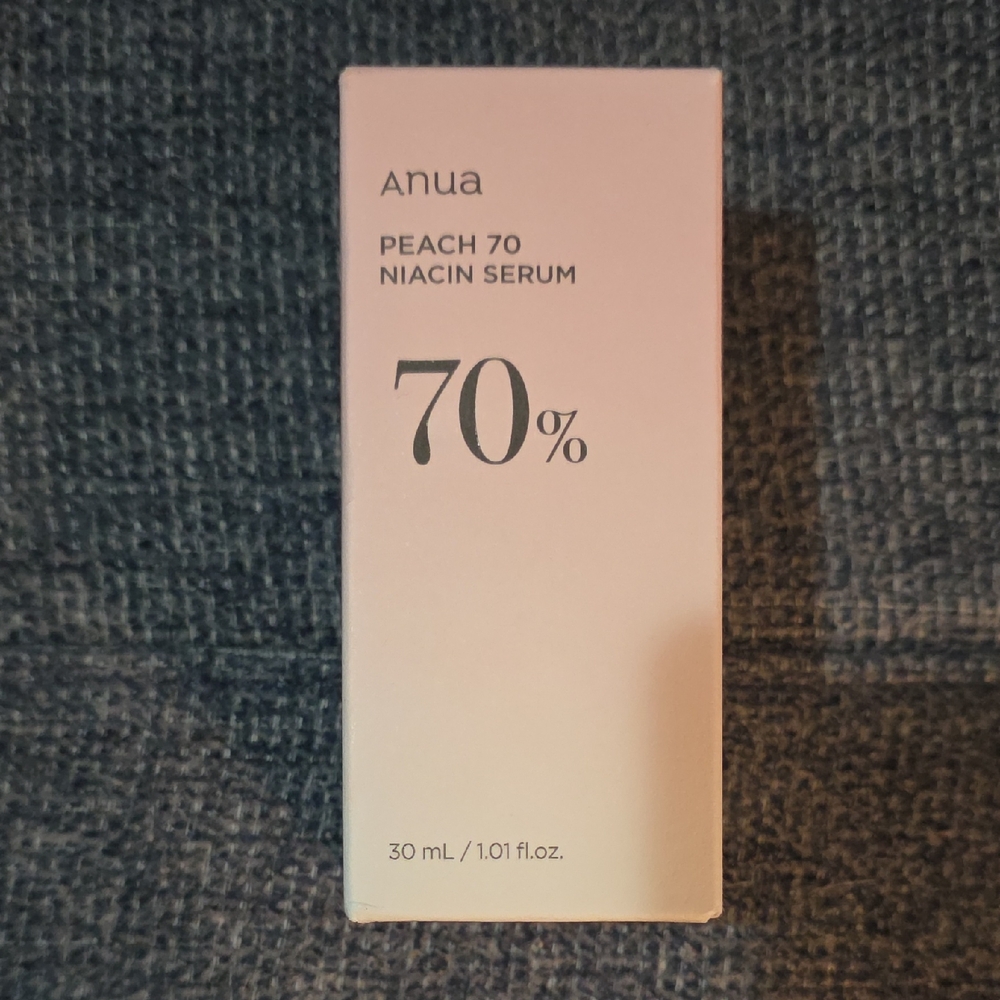 Anua
PEACH 70
NIACIN SERUM
70%
30 mL / 1.01 fl.oz.